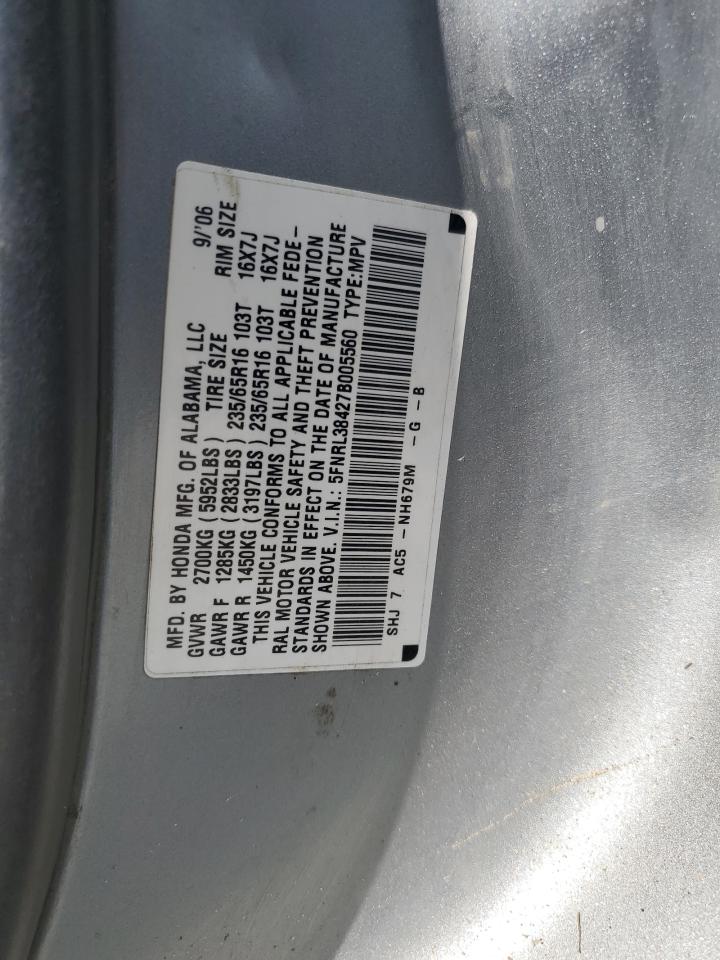 MFD. BY HONDA MFG. OF ALABAMA, LLC 9/'06
GVWR 2700KG (5952LBS) TIRE SIZE RIM SIZE
GAWR F 1285KG (2833LBS) 235/65R16 103T 16X7J
GAWR R 1450KG (3197LBS) 235/65R16 103T 16X7J
THIS VEHICLE CONFORMS TO ALL APPLICABLE FEDE-
RAL MOTOR VEHICLE SAFETY AND THEFT PREVENTION
STANDARDS IN EFFECT ON THE DATE OF MANUFACTURE
SHOWN ABOVE. V.I.N.: 5FNRL38427B005560 TYPE:MPV
SHJ 7 AC5 -NH679M -G -B